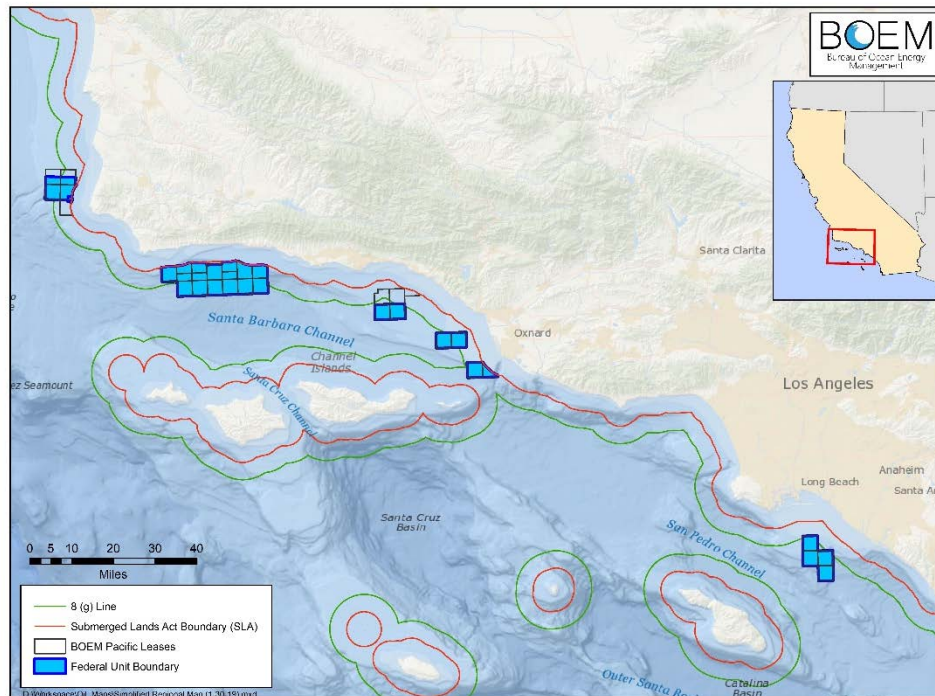 BOEM
Bureau of Ocean Energy
Management
Santa Clarita
Santa Barbara Channel
Oxnard
Channel
Islands
Santa Cruz Channel
ez Seamount
Los Angeles
Anaheim
Long Beach
Santa A
Santa Cruz
Basin
San Pedro Channel
0 5 10 20 30 40
Miles
8 (g) Line
Submerged Lands Act Boundary (SLA)
BOEM Pacific Leases
Federal Unit Boundary
Catalina
Basin
Outer Santa